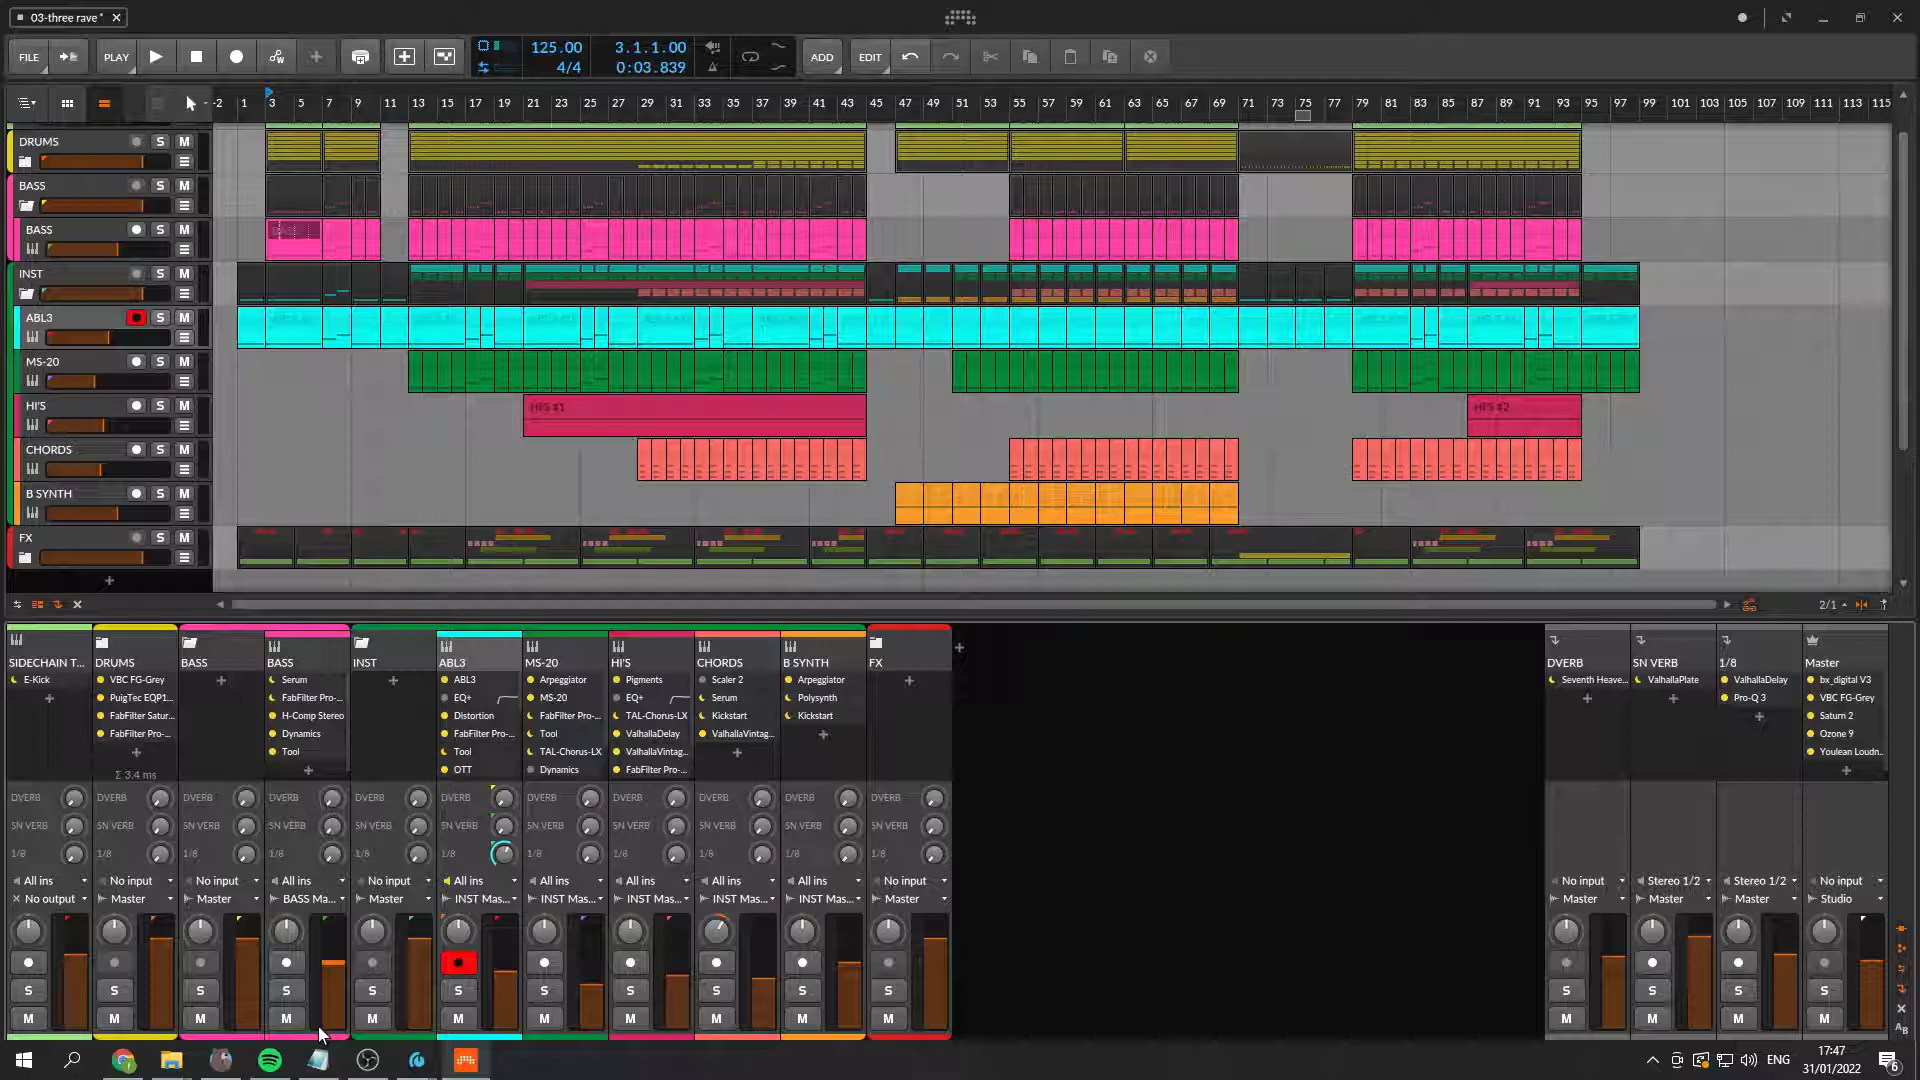 03-three rave*
FILE PLAY 125.00 3.1.1.00 ADD EDIT
4/4 0:03.839
-2 1 3 5 7 9 11 13 15 17 19 21 23 25 27 29 31 33 35 37 39 41 43 45 47 49 51 53 55 57 59 61 63 65 67 69 71 73 75 77 79 81 83 85 87 89 91 93 95 97 101 103 105 107 109 111 113 115
DRUMS S M
BASS S M
BASS S M
INST S M
ABL3 S M
MS-20 S M
HI'S S M HI'S #1 HI'S #2
CHORDS S M
B SYNTH S M
FX S M
2/1
SIDECHAIN T... DRUMS BASS BASS INST ABL3 MS-20 HI'S CHORDS B SYNTH FX DVERB SN VERB 1/8 Master
E-Kick VBC FG-Grey Serum ABL3 Arpeggiator Pigments Scaler 2 Arpeggiator Seventh Heave... ValhallaPlate ValhallaDelay bx_digital V3
PuigTec EQP1... FabFilter Pro-... EQ+ MS-20 EQ+ Serum Polysynth Pro-Q 3 VBC FG-Grey
FabFilter Satur... H-Comp Stereo Distortion FabFilter Pro-... TAL-Chorus-LX Kickstart Kickstart Saturn 2
FabFilter Pro-... Dynamics FabFilter Pro-... Tool ValhallaDelay ValhallaVintag... Ozone 9
Tool Tool TAL-Chorus-LX ValhallaVintag... Youlean Loudn...
Σ 3.4 ms OTT Dynamics FabFilter Pro-...
DVERB DVERB DVERB DVERB DVERB DVERB DVERB DVERB DVERB DVERB DVERB
SN VERB SN VERB SN VERB SN VERB SN VERB SN VERB SN VERB SN VERB SN VERB SN VERB SN VERB
1/8 1/8 1/8 1/8 1/8 1/8 1/8 1/8 1/8 1/8 1/8
All ins No input No input All ins No input All ins All ins All ins All ins All ins No input No input Stereo 1/2 Stereo 1/2 No input
No output Master Master BASS Ma... Master INST Mas... INST Mas... INST Mas... INST Mas... INST Mas... Master Master Master Master Studio
S S S S S S S S S S S S S S S
M M M M M M M M M M M M M M M
ENG 17:47
31/01/2022 6